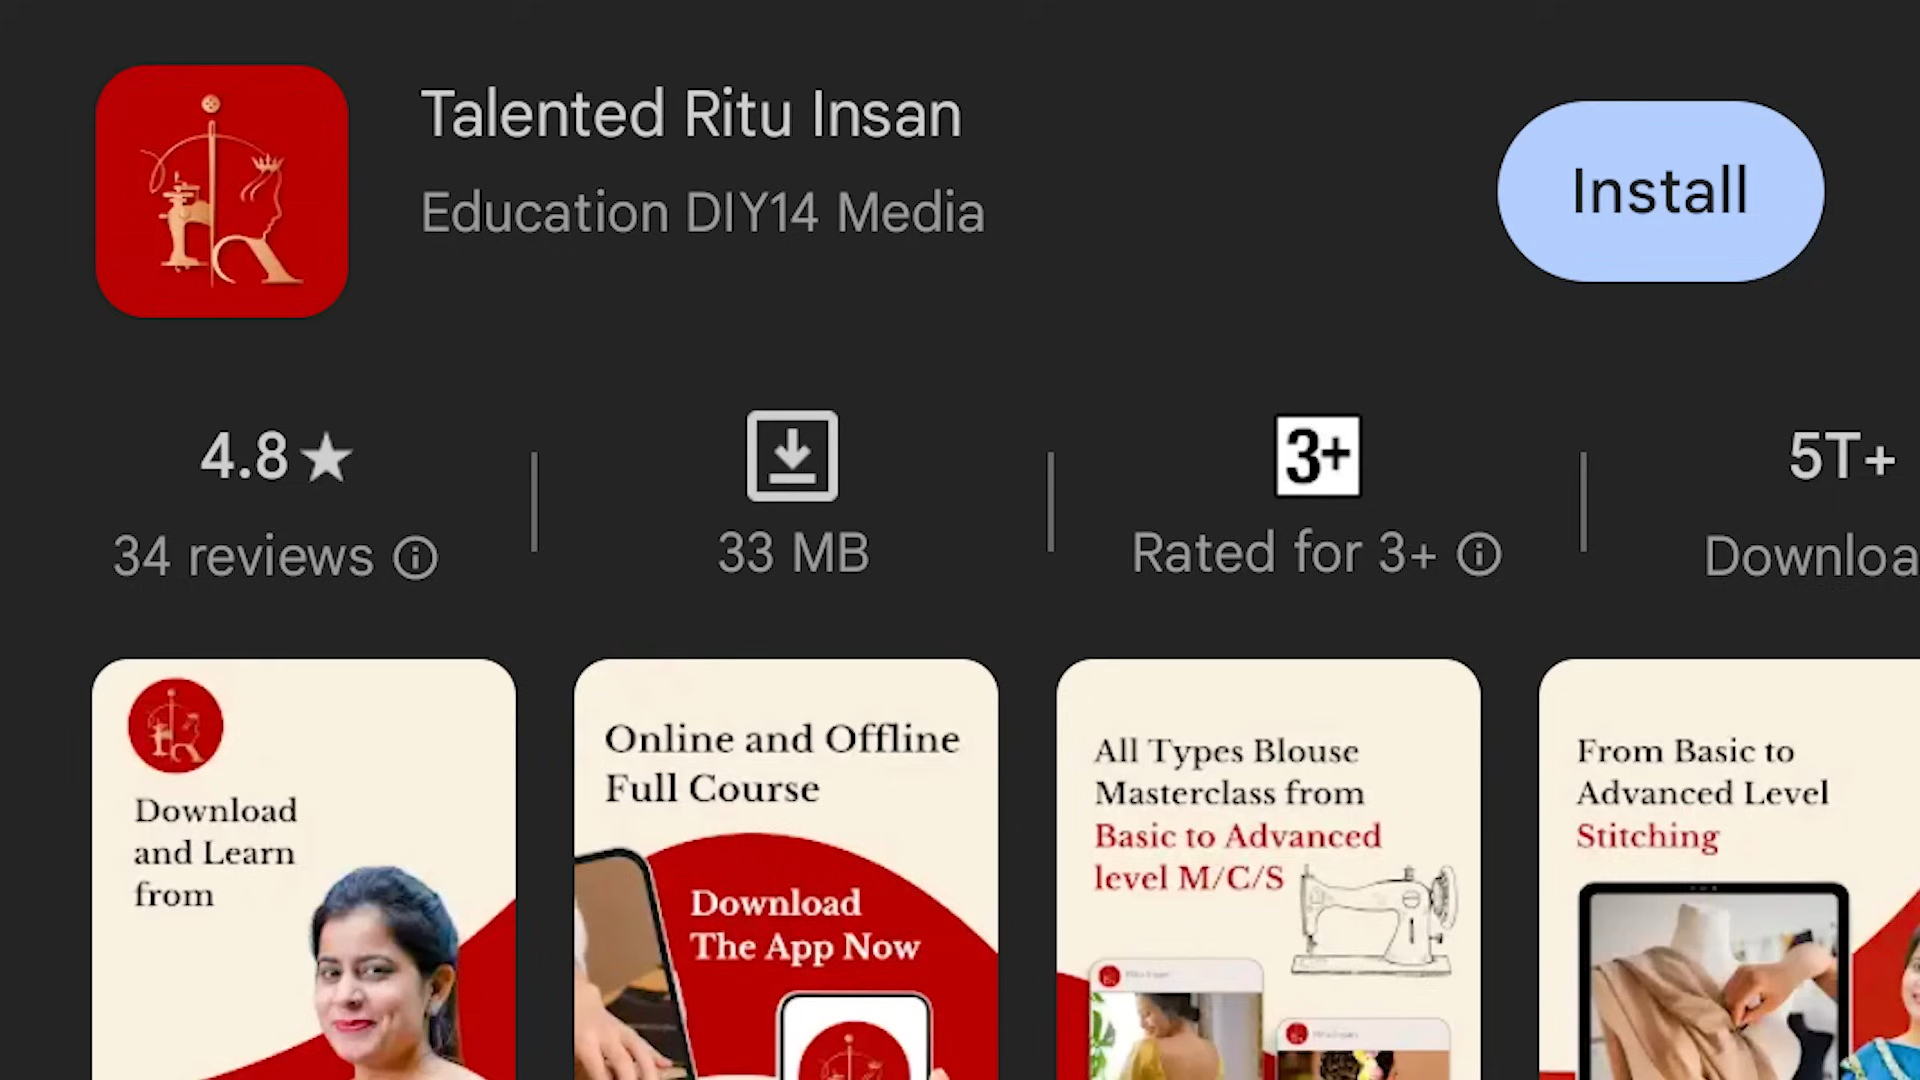 Talented Ritu Insan
Education DIY14 Media
Install
4.8★
34 reviews
33 MB
3+
Rated for 3+
5T+
Downloa
Download
and Learn
from
Online and Offline
Full Course
Download
The App Now
All Types Blouse
Masterclass from
Basic to Advanced
level M/C/S
From Basic to
Advanced Level
Stitching